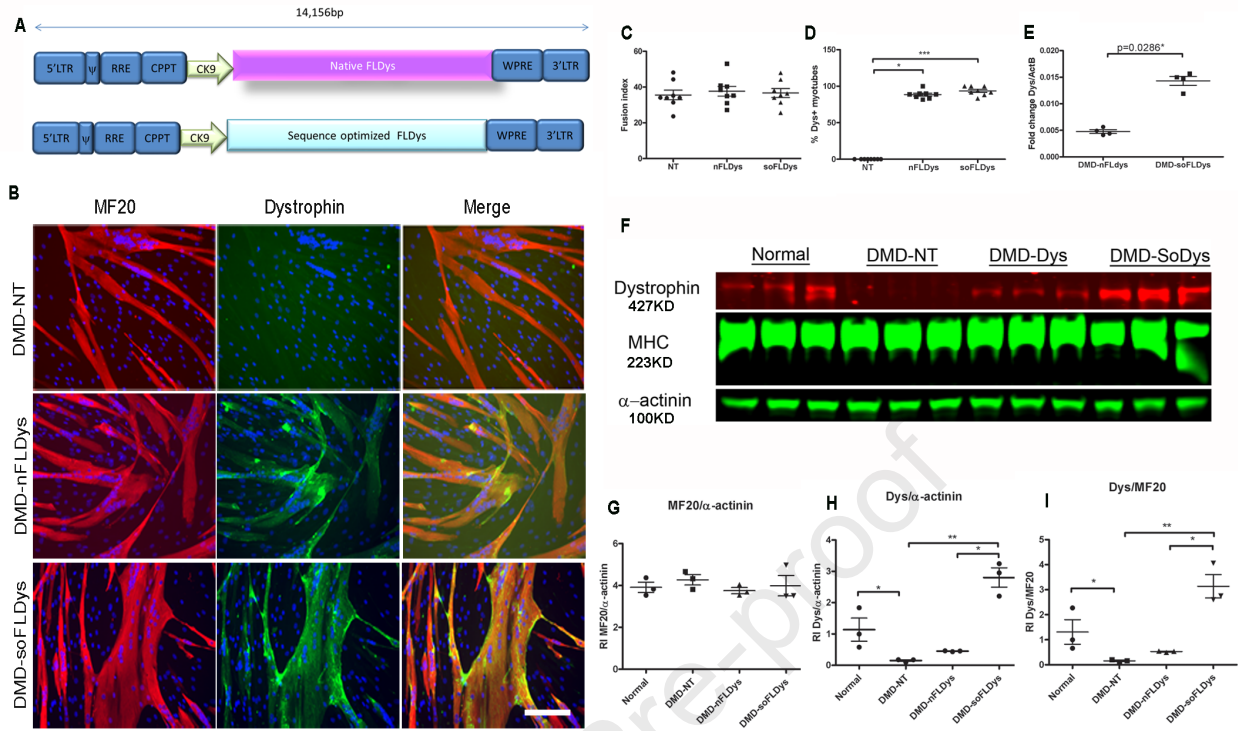 A
14,156bp
5'LTR ψ RRE CPPT CK9 Native FLDys WPRE 3'LTR
5'LTR ψ RRE CPPT CK9 Sequence optimized FLDys WPRE 3'LTR
B
MF20 Dystrophin Merge
DMD-NT
DMD-nFLDys
DMD-soFLDys
C
Fusion index
60
40
20
0
NT nFLDys soFLDys
D
% Dys+ myotubes
150
100
50
0
***
*
NT nFLDys soFLDys
E
p=0.0286*
Fold change Dys/ActB
0.020
0.015
0.010
0.005
0.000
DMD-nFLdys DMD-soFLDys
F
Normal DMD-NT DMD-Dys DMD-SoDys
Dystrophin
427KD
MHC
223KD
α−actinin
100KD
G
MF20/α-actinin
RI MF20/α-actinin
6
4
2
0
Normal DMD-NT DMD-nFLDys DMD-soFLDys
H
Dys/α-actinin
RI Dys/α-actinin
4
3
2
1
0
**
*
*
Normal DMD-NT DMD-nFLDys DMD-soFLDys
I
Dys/MF20
RI Dys/MF20
5
4
3
2
1
0
**
*
*
Normal DMD-NT DMD-nFLDys DMD-soFLDys
re-proof